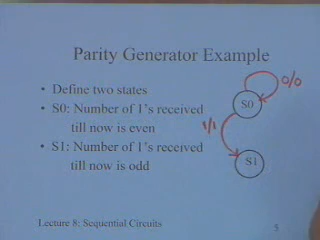 Parity Generator Example
• Define two states
• S0: Number of 1's received
till now is even
• S1: Number of 1's received
till now is odd
0/0
S0
1/1
S1
Lecture 8: Sequential Circuits
5